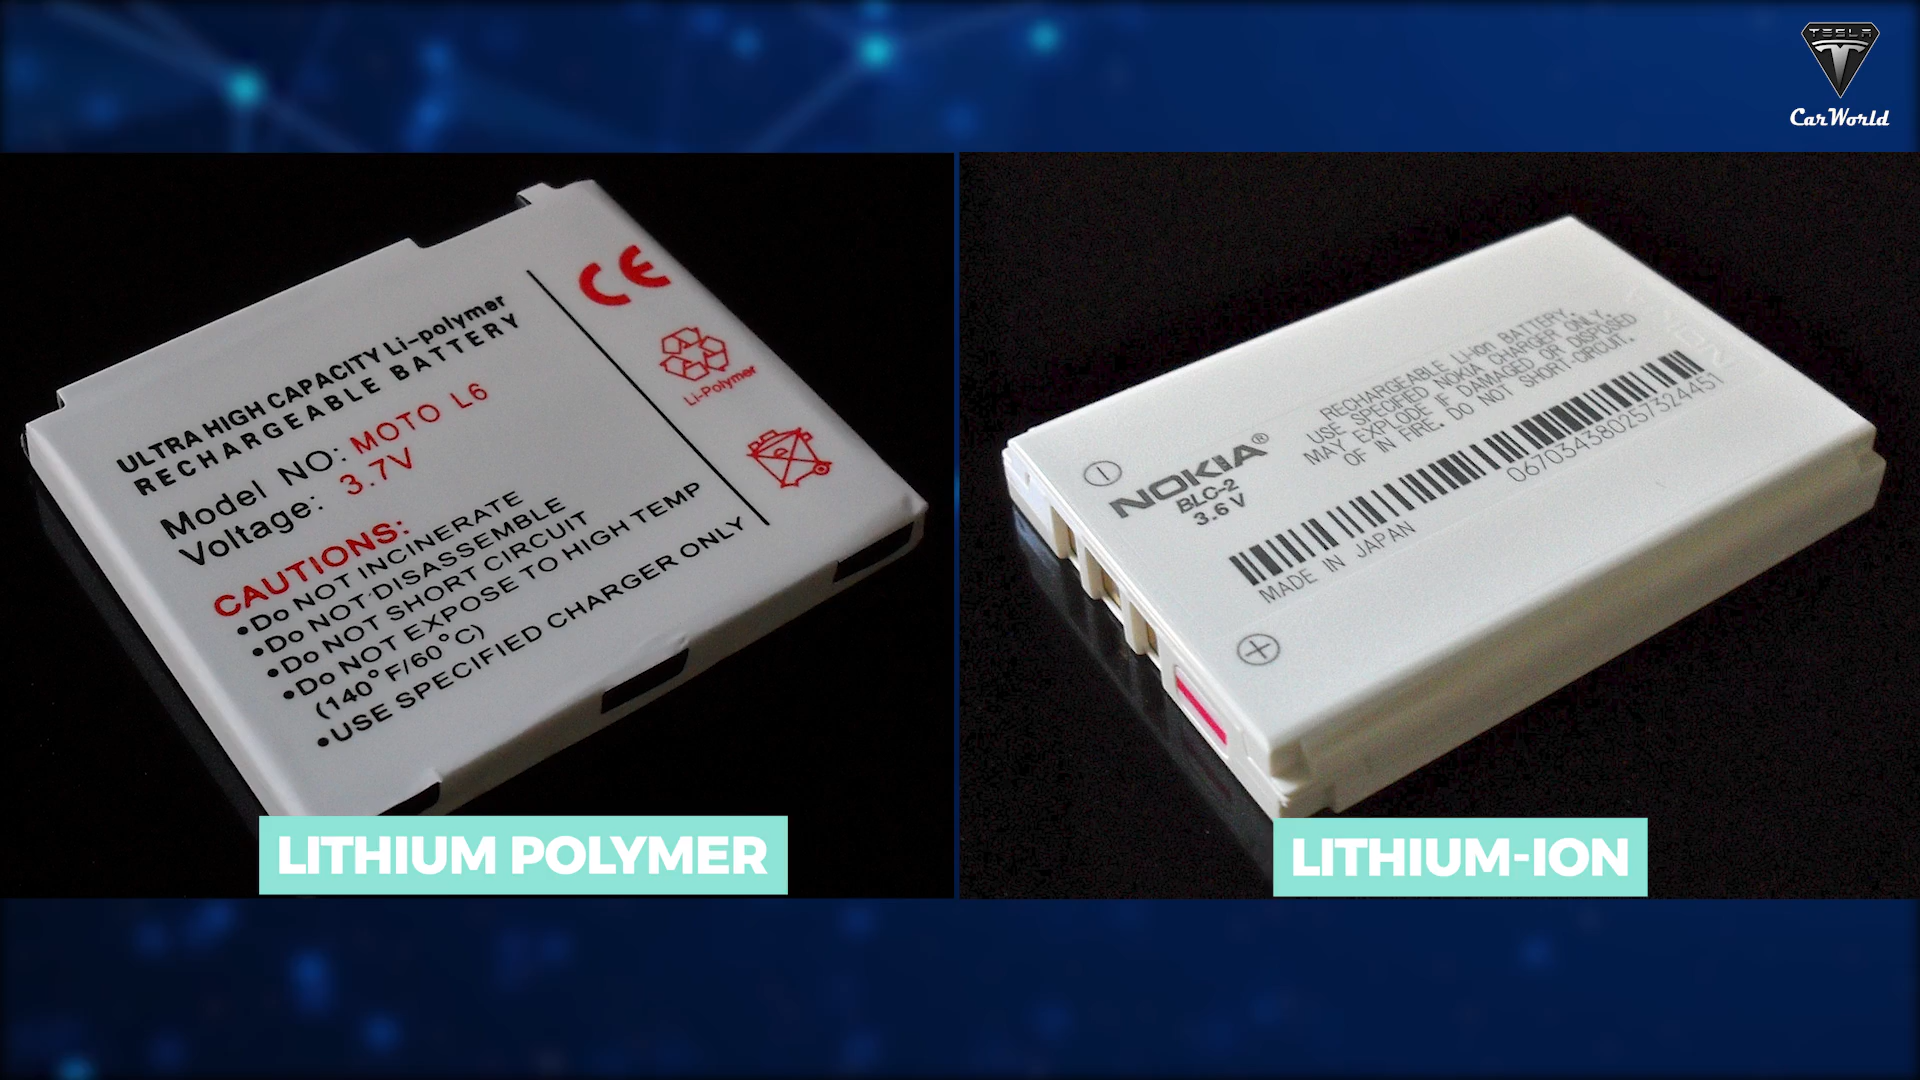 TESLA
CarWorld
ULTRA HIGH CAPACITY Li-polymer
RECHARGEABLE BATTERY
Model NO: MOTO L6
Voltage: 3.7V
CAUTIONS:
•Do NOT INCINERATE
•Do NOT DISASSEMBLE
•Do NOT SHORT CIRCUIT
•Do NOT EXPOSE TO HIGH TEMP
(140°F/60°C)
•USE SPECIFIED CHARGER ONLY
CE
Li-Polymer
LITHIUM POLYMER
NOKIA®
BLC-2
3.6 V
RECHARGEABLE Li-Ion BATTERY.
USE SPECIFIED NOKIA CHARGER ONLY.
MAY EXPLODE IF DAMAGED OR DISPOSED
OF IN FIRE. DO NOT SHORT-CIRCUIT.
067034380257324451
MADE IN JAPAN
LITHIUM-ION